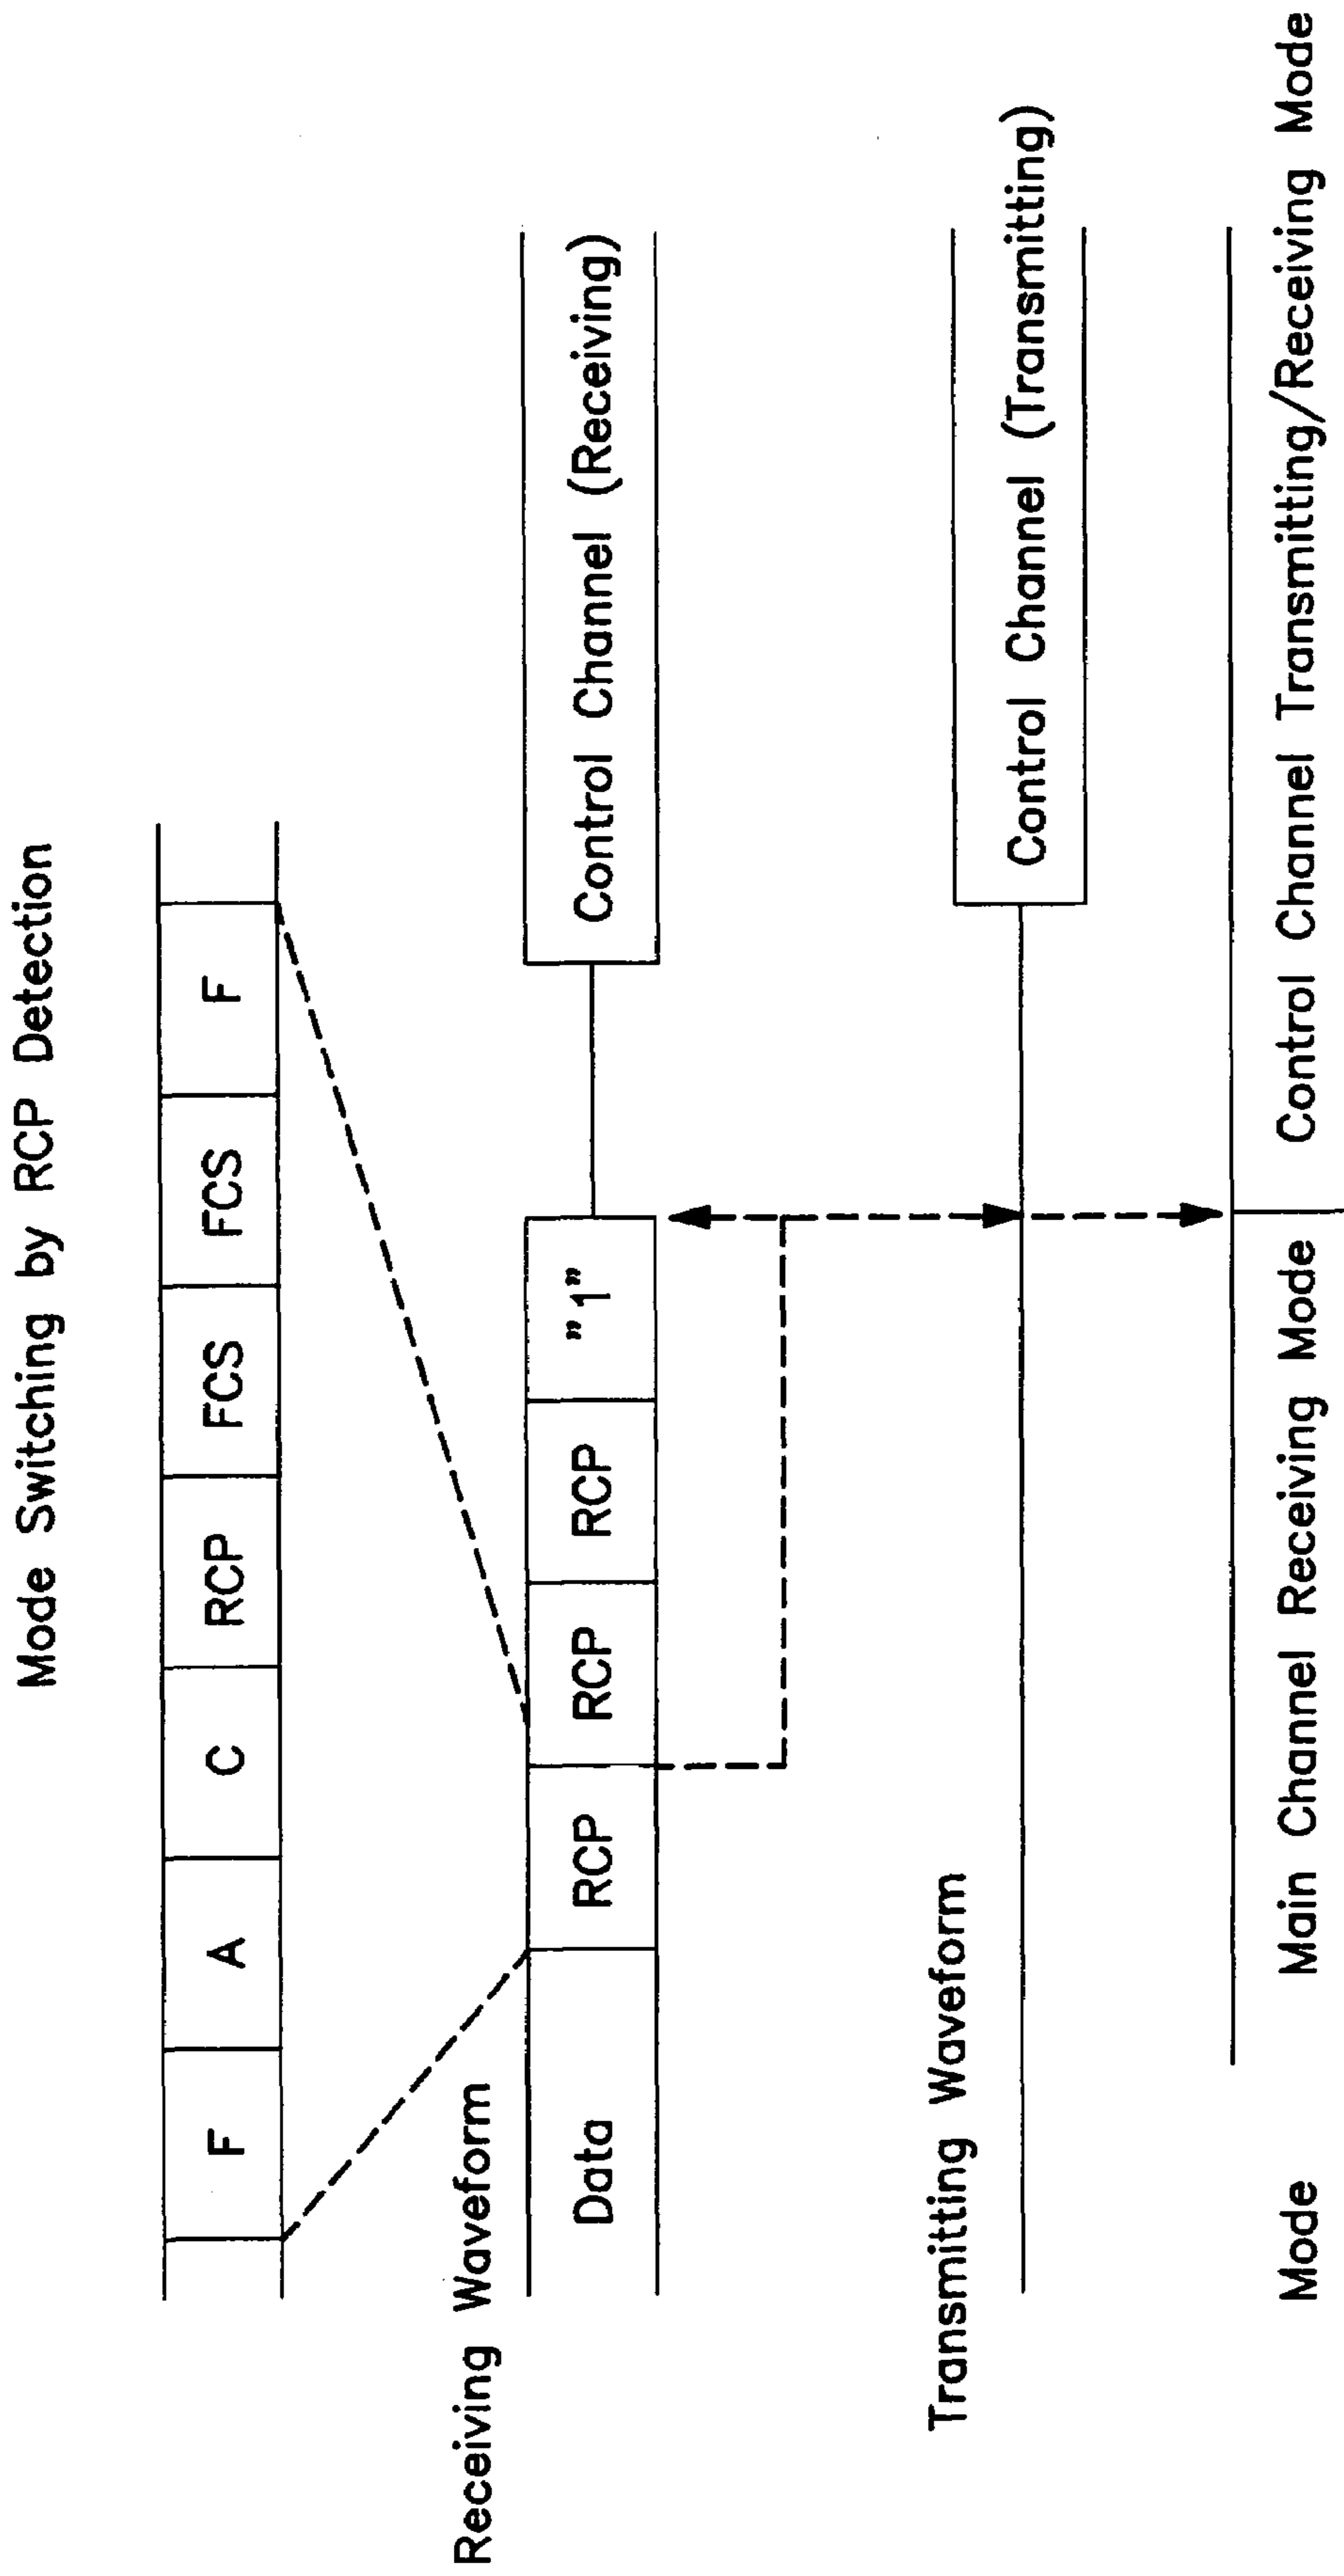 Mode Switching by RCP Detection
F A C RCP FCS FCS F
Receiving Waveform
Data RCP RCP RCP "1" Control Channel (Receiving)
Transmitting Waveform
Control Channel (Transmitting)
Mode Main Channel Receiving Mode Control Channel Transmitting/Receiving Mode